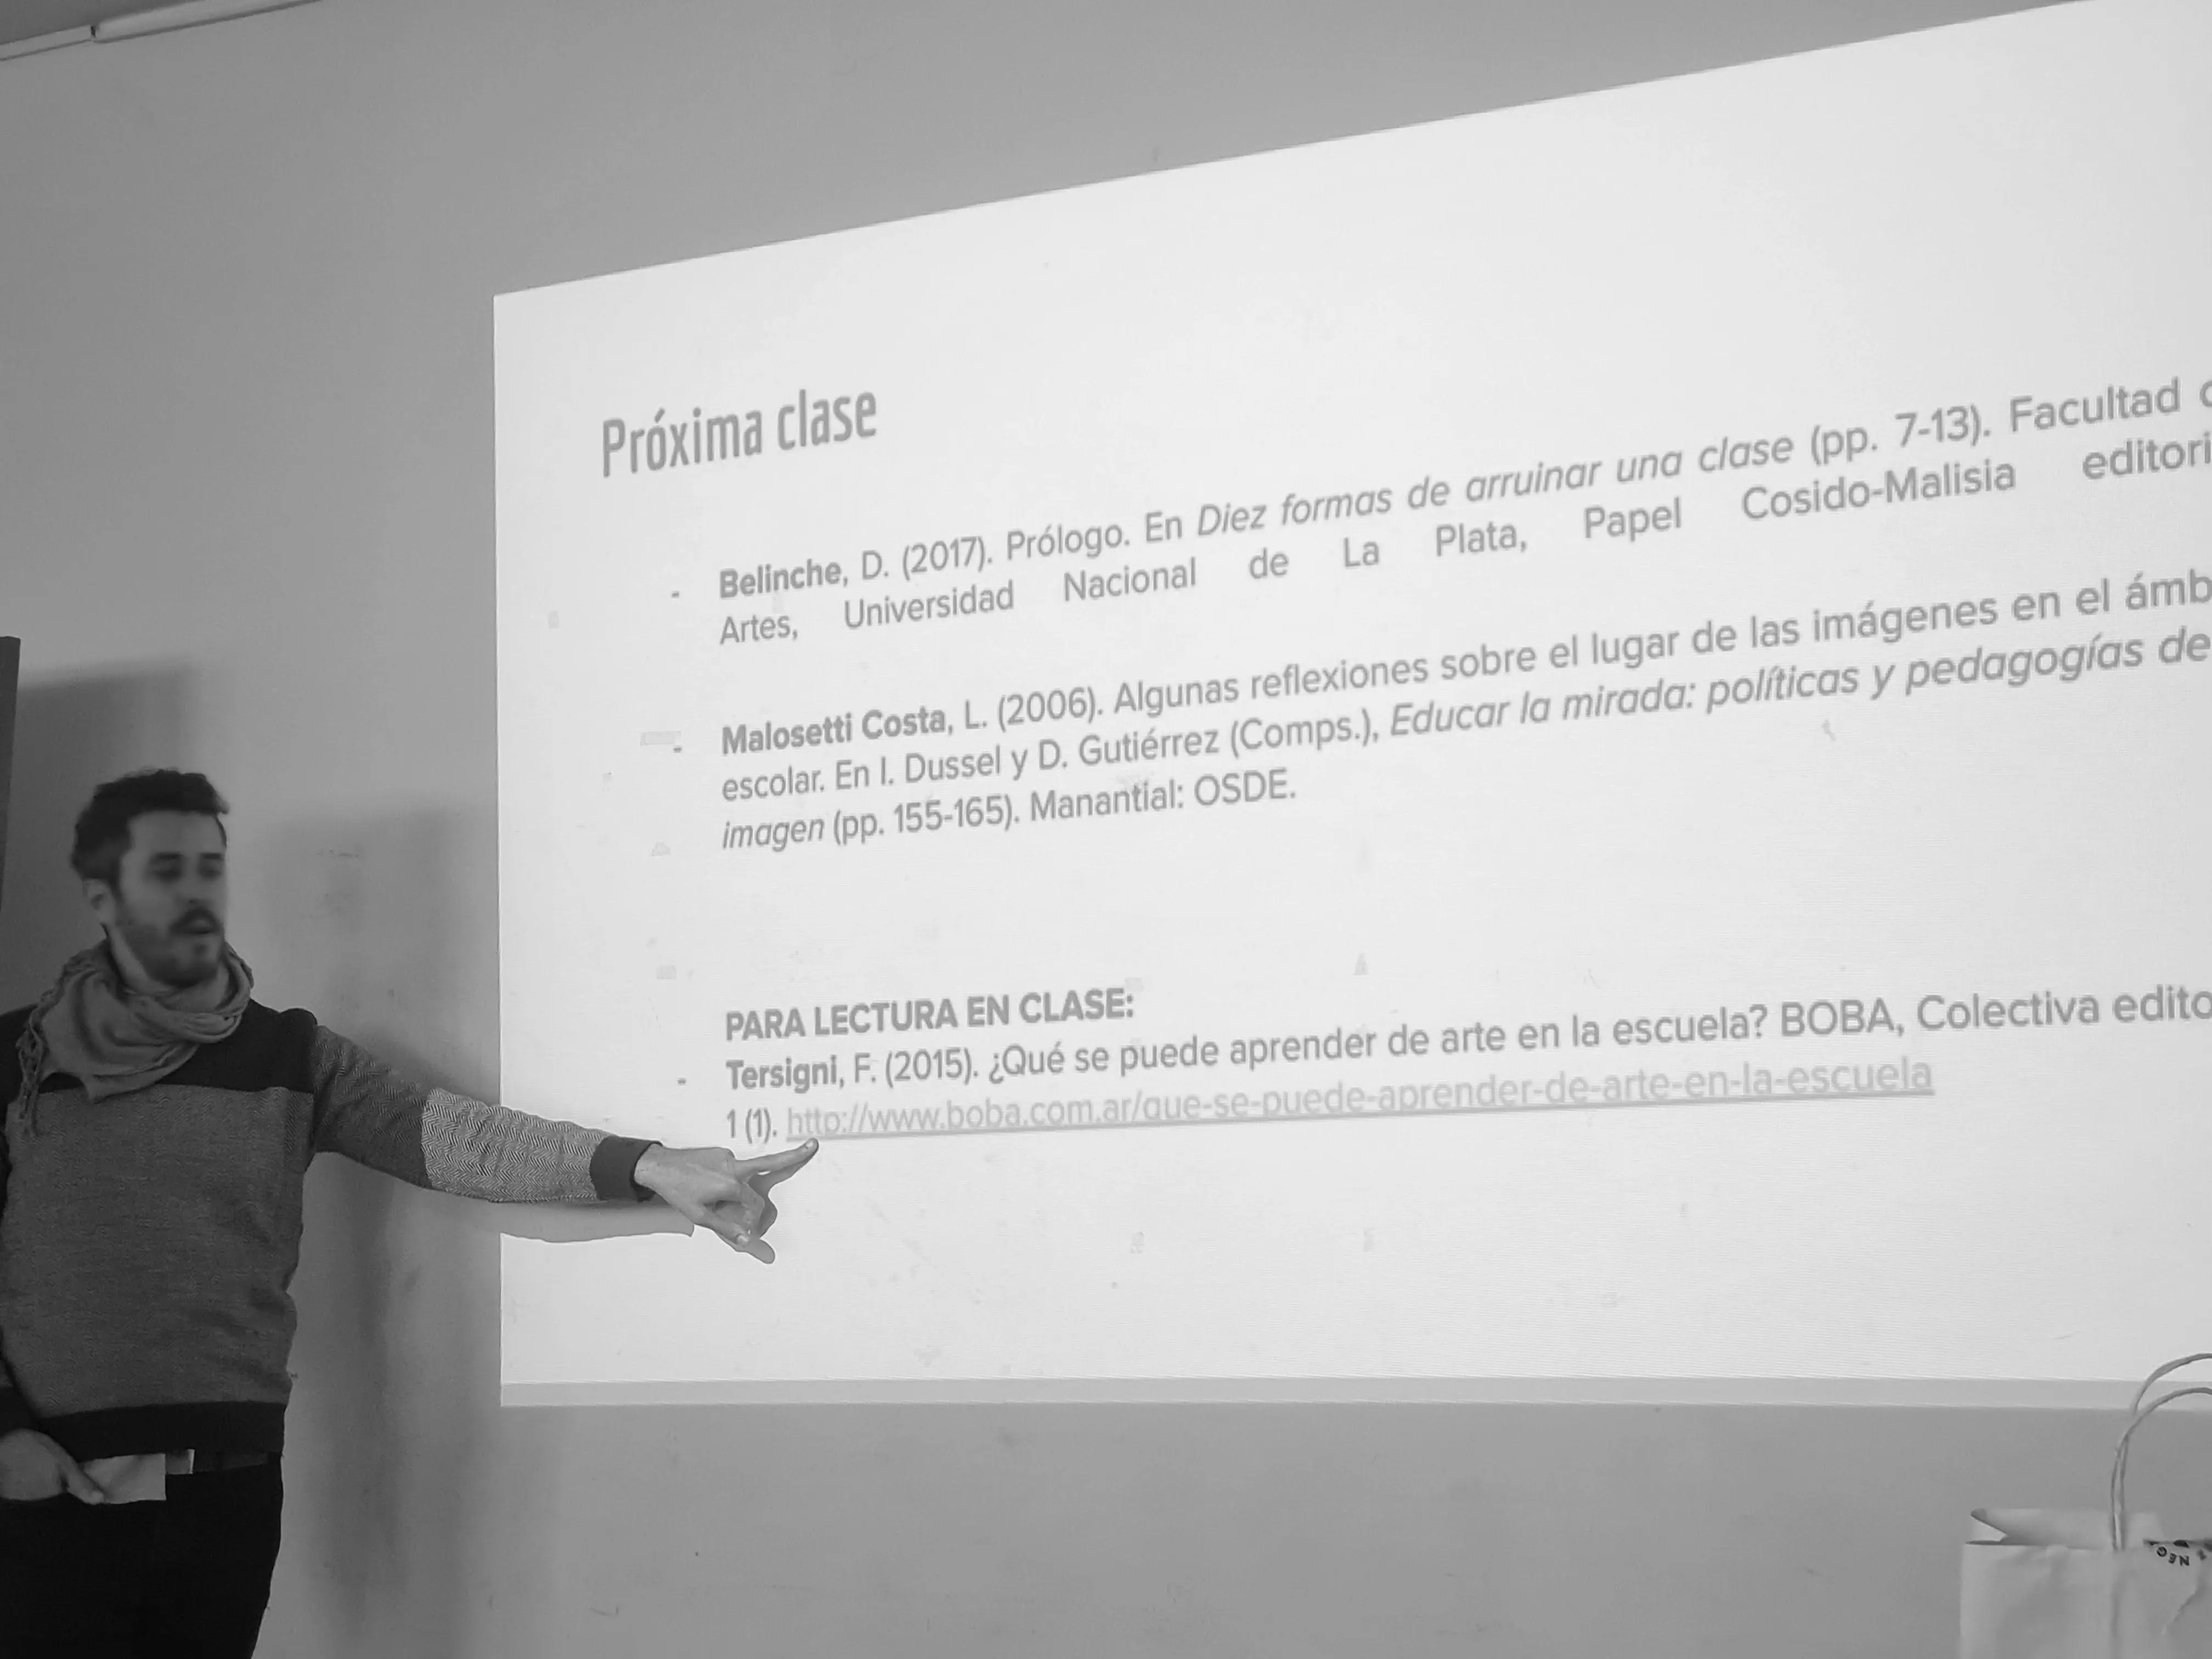 Próxima clase
- Belinche, D. (2017). Prólogo. En Diez formas de arruinar una clase (pp. 7-13). Facultad
Artes, Universidad Nacional de La Plata, Papel Cosido-Malisia editori
- Malosetti Costa, L. (2006). Algunas reflexiones sobre el lugar de las imágenes en el ámb
escolar. En I. Dussel y D. Gutiérrez (Comps.), Educar la mirada: políticas y pedagogías de
imagen (pp. 155-165). Manantial: OSDE.
PARA LECTURA EN CLASE:
- Tersigni, F. (2015). ¿Qué se puede aprender de arte en la escuela? BOBA, Colectiva edito
1 (1). http://www.boba.com.ar/que-se-puede-aprender-de-arte-en-la-escuela
NEG